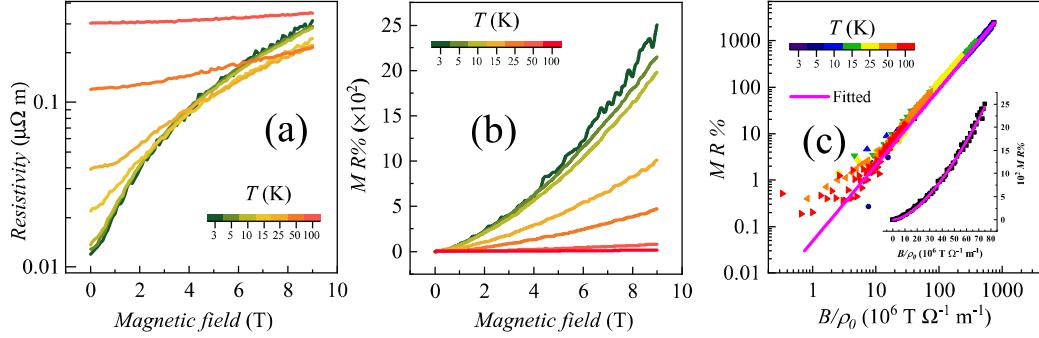 T (K)
3 5 10 15 25 50 100
(a)
0.1
0.01
Resistivity (μΩ m)
0 2 4 6 8 10
Magnetic field (T)
T (K)
3 5 10 15 25 50 100
(b)
25
20
15
10
5
0
M R% (×10²)
0 2 4 6 8 10
Magnetic field (T)
T (K)
3 5 10 15 25 50 100
Fitted
(c)
1000
100
10
1
0.1
0.01
M R %
1 10 100 1000
B/ρ₀ (10⁶ T Ω⁻¹ m⁻¹)
25
20
15
10
5
0
10² M R%
0 10 20 30 40 50 60 70 80
B/ρ₀ (10⁶ T Ω⁻¹ m⁻¹)